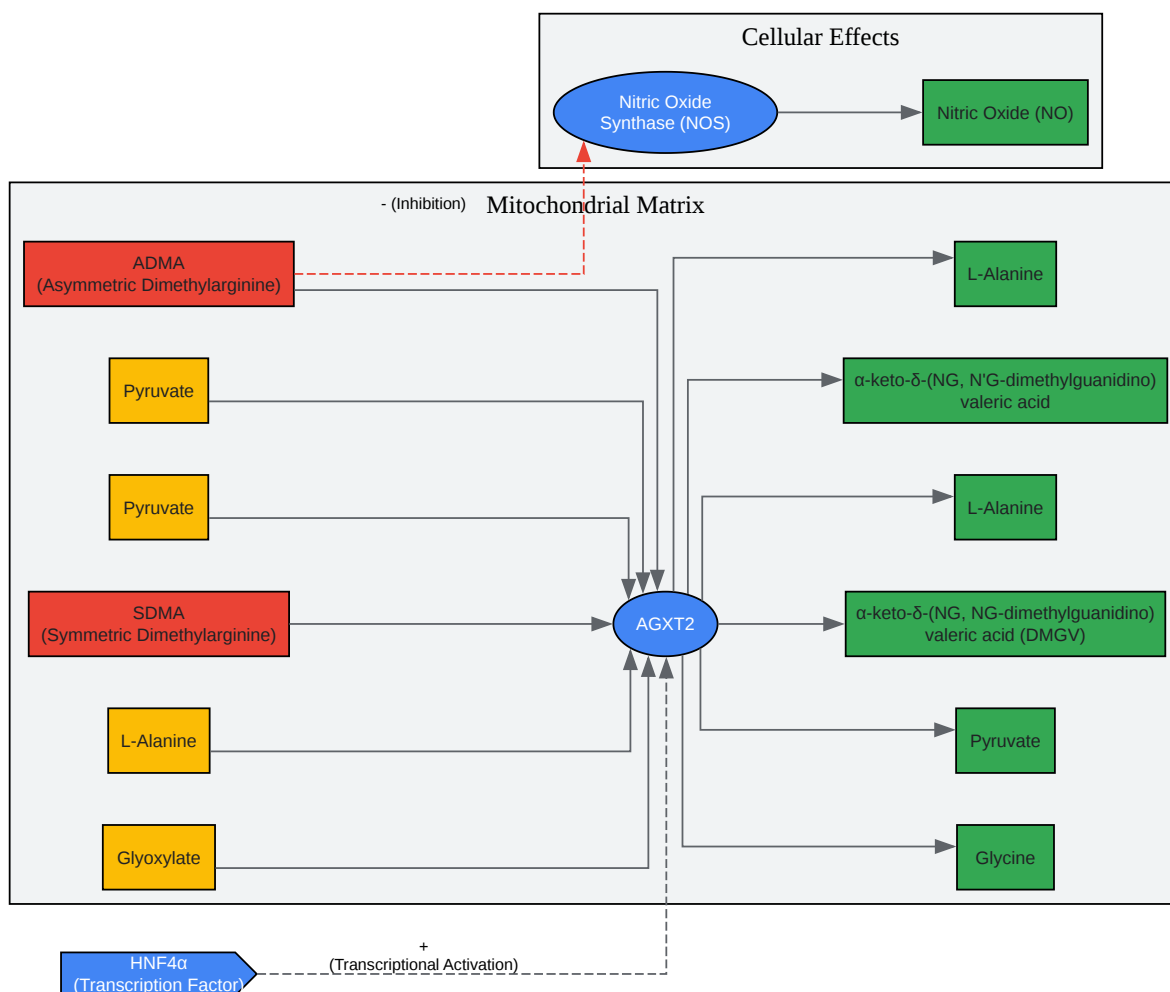 Cellular Effects
Nitric Oxide
Synthase (NOS)
Nitric Oxide (NO)
- (Inhibition)
Mitochondrial Matrix
ADMA
(Asymmetric Dimethylarginine)
L-Alanine
Pyruvate
α-keto-δ-(NG, N'G-dimethylguanidino)
valeric acid
Pyruvate
L-Alanine
SDMA
(Symmetric Dimethylarginine)
AGXT2
α-keto-δ-(NG, NG-dimethylguanidino)
valeric acid (DMGV)
L-Alanine
Pyruvate
Glyoxylate
Glycine
+
(Transcriptional Activation)
HNF4α
(Transcription Factor)